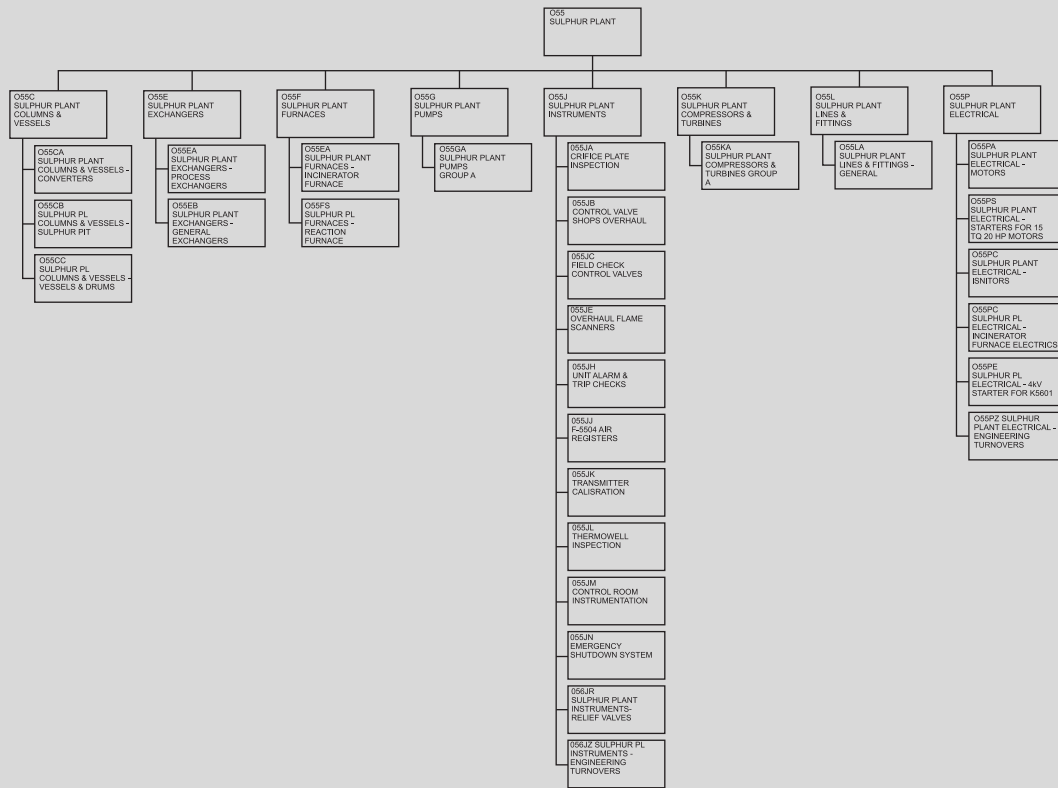 O55
SULPHUR PLANT
O55C
SULPHUR PLANT
COLUMNS &
VESSELS
O55CA
SULPHUR PLANT
COLUMNS & VESSELS -
CONVERTERS
O55CB
SULPHUR PL
COLUMNS & VESSELS -
SULPHUR PIT
O55CC
SULPHUR PL
COLUMNS & VESSELS -
VESSELS & DRUMS
O55E
SULPHUR PLANT
EXCHANGERS
O55EA
SULPHUR PLANT
EXCHANGERS -
PROCESS
EXCHANGERS
O55EB
SULPHUR PLANT
EXCHANGERS -
GENERAL
EXCHANGERS
O55F
SULPHUR PLANT
FURNACES
O55EA
SULPHUR PLANT
FURNACES -
INCINERATOR
FURNACE
O55FS
SULPHUR PL
FURNACES -
REACTION
FURNACE
O55G
SULPHUR PLANT
PUMPS
O55GA
SULPHUR PLANT
PUMPS
GROUP A
O55J
SULPHUR PLANT
INSTRUMENTS
055JA
CRIFICE PLATE
INSPECTION
055JB
CONTROL VALVE
SHOPS OVERHAUL
055JC
FIELD CHECK
CONTROL VALVES
055JE
OVERHAUL FLAME
SCANNERS
055JH
UNIT ALARM &
TRIP CHECKS
055JJ
F-5504 AIR
REGISTERS
055JK
TRANSMITTER
CALISRATION
055JL
THERMOWELL
INSPECTION
055JM
CONTROL ROOM
INSTRUMENTATION
055JN
EMERGENCY
SHUTDOWN SYSTEM
056JR
SULPHUR PLANT
INSTRUMENTS-
RELIEF VALVES
056JZ SULPHUR PL
INSTRUMENTS -
ENGINEERING
TURNOVERS
O55K
SULPHUR PLANT
COMPRESSORS &
TURBINES
O55KA
SULPHUR PLANT
COMPRESSORS &
TURBINES GROUP
A
O55L
SULPHUR PLANT
LINES &
FITTINGS
O55LA
SULPHUR PLANT
LINES & FITTINGS -
GENERAL
O55P
SULPHUR PLANT
ELECTRICAL
O55PA
SULPHUR PLANT
ELECTRICAL -
MOTORS
O55PS
SULPHUR PLANT
ELECTRICAL -
STARTERS FOR 15
TQ 20 HP MOTORS
O55PC
SULPHUR PLANT
ELECTRICAL -
ISNITORS
O55PC
SULPHUR PL
ELECTRICAL -
INCINERATOR
FURNACE ELECTRICS
O55PE
SULPHUR PL
ELECTRICAL - 4kV
STARTER FOR K5601
O55PZ SULPHUR
PLANT ELECTRICAL -
ENGINEERING
TURNOVERS